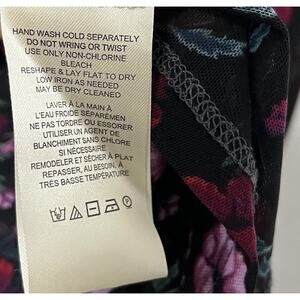 HAND WASH COLD SEPARATELY
DO NOT WRING OR TWIST
USE ONLY NON-CHLORINE
BLEACH
RESHAPE & LAY FLAT TO DRY
LOW IRON AS NEEDED
MAY BE DRY CLEANED
LAVER À LA MAIN À
L'EAU FROIDE SÉPARÉMENT
NE PAS TORDRE OU ESSORER
UTILISER UN AGENT DE
BLANCHIMENT SANS CHLORE
SI NÉCESSAIRE
REMODELER ET SÉCHER À PLAT
REPASSER, AU BESOIN, À
TRÈS BASSE TEMPÉRATURE